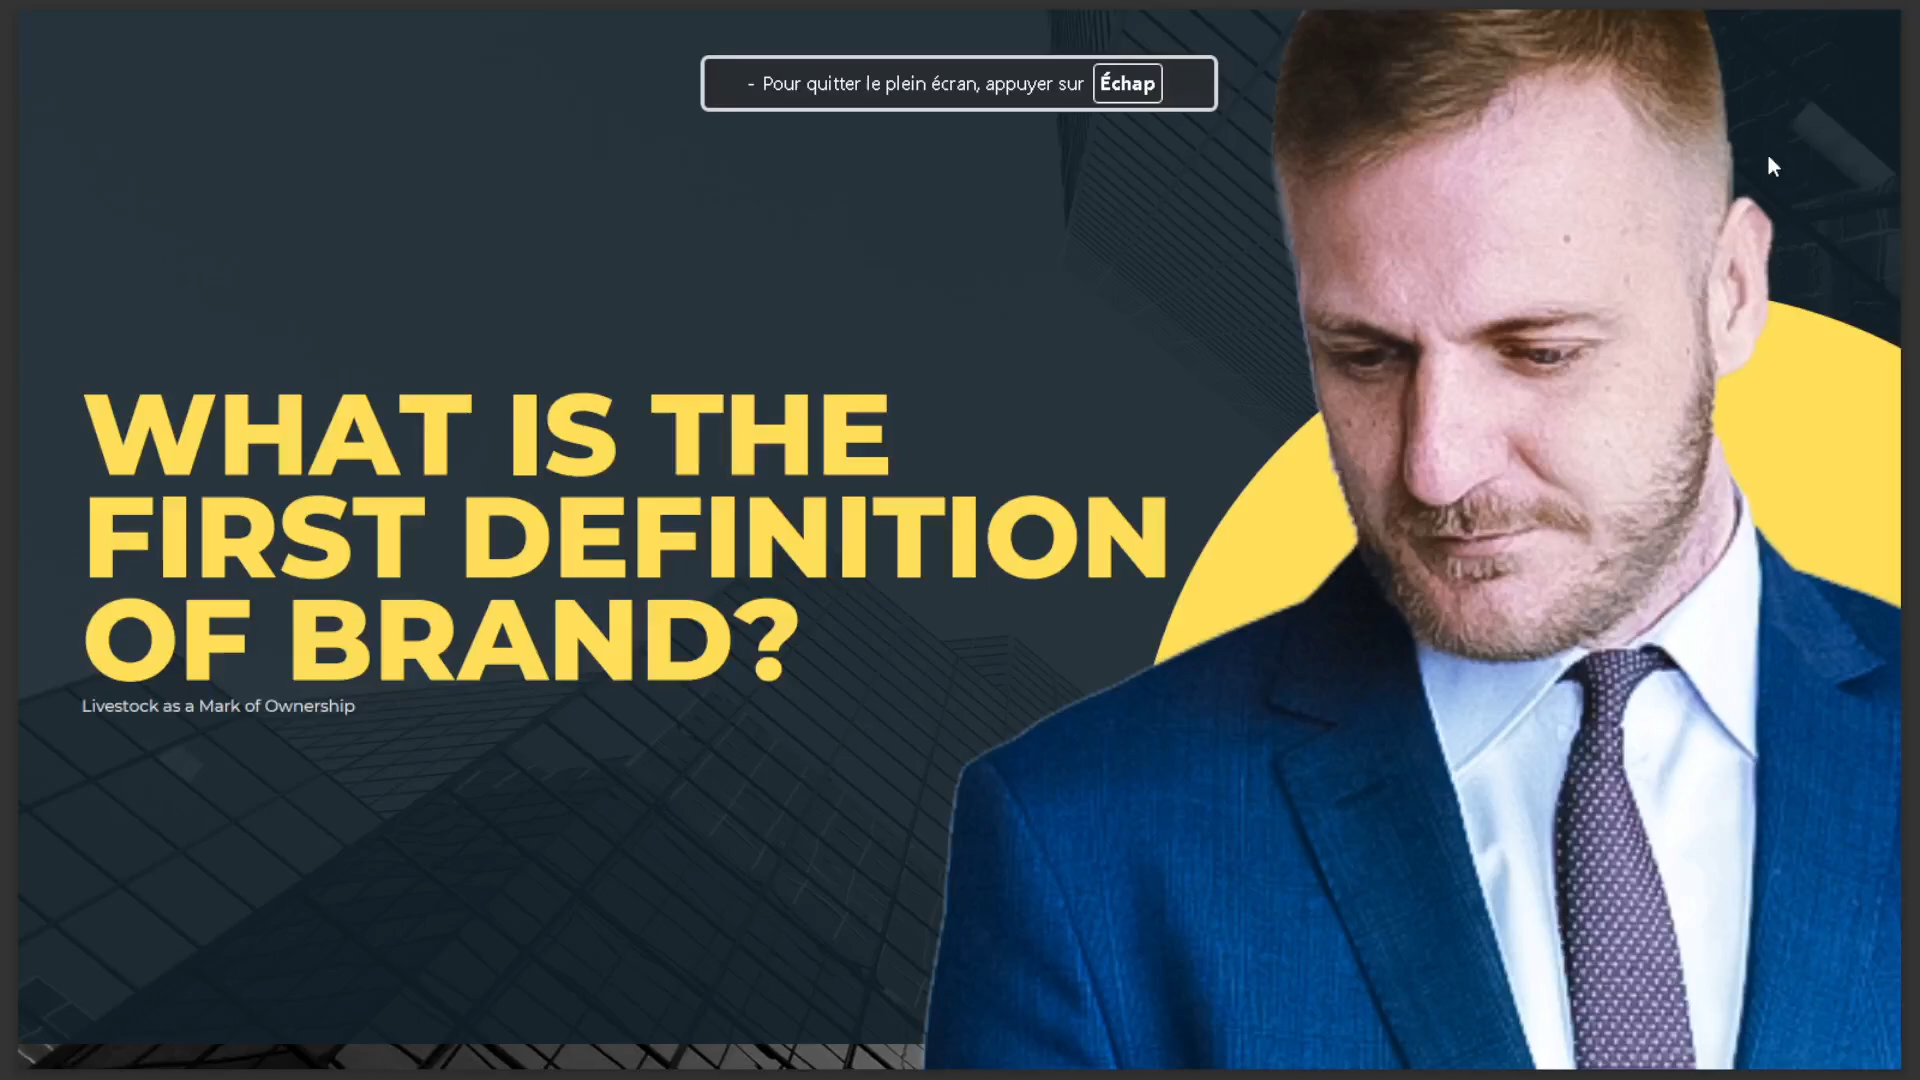 - Pour quitter le plein écran, appuyer sur Échap
WHAT IS THE
FIRST DEFINITION
OF BRAND?
Livestock as a Mark of Ownership